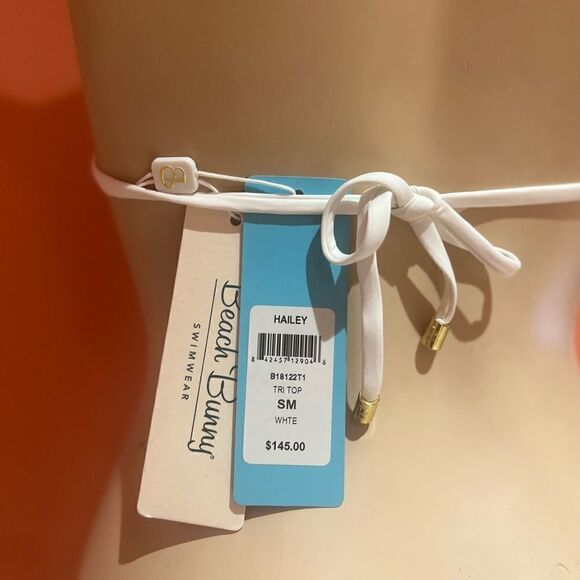 B
Beach Bunny®
SWIMWEAR
HAILEY
8 42457 12904 6
B18122T1
TRI TOP
SM
WHTE
$145.00